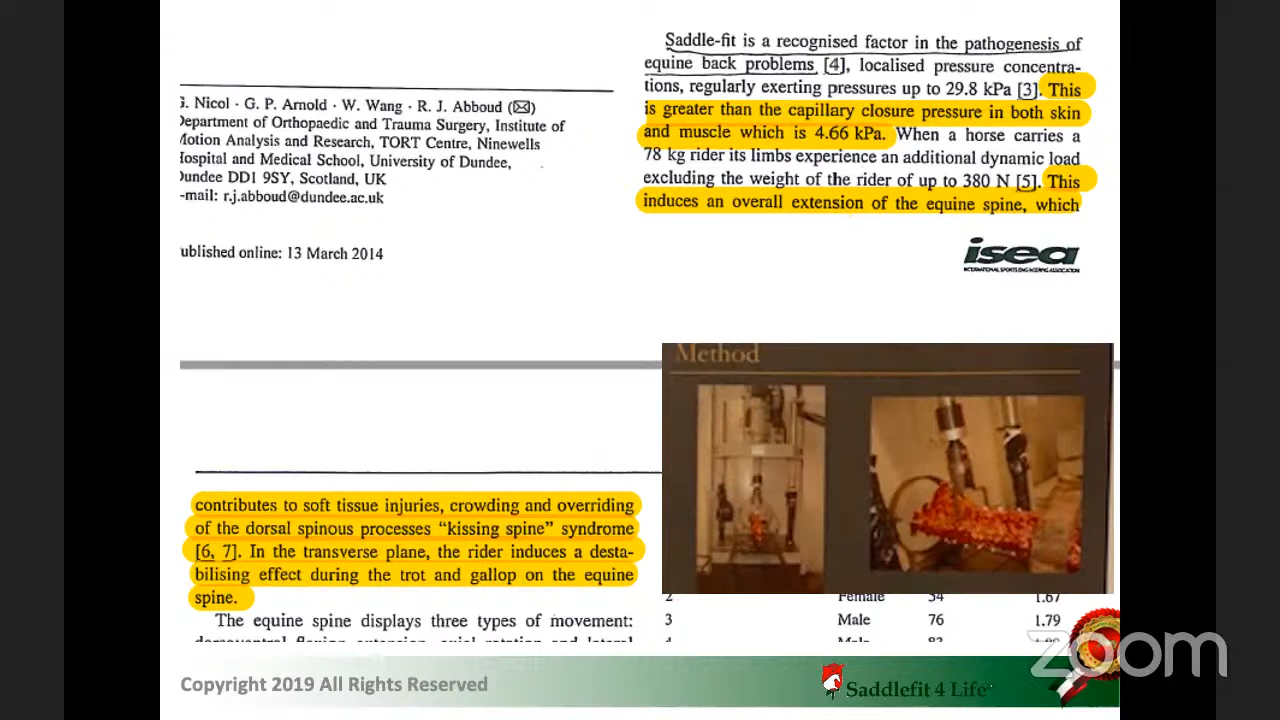 G. Nicol · G. P. Arnold · W. Wang · R. J. Abboud (✉)
Department of Orthopaedic and Trauma Surgery, Institute of
Motion Analysis and Research, TORT Centre, Ninewells
Hospital and Medical School, University of Dundee,
Dundee DD1 9SY, Scotland, UK
-mail: r.j.abboud@dundee.ac.uk
ublished online: 13 March 2014
Saddle-fit is a recognised factor in the pathogenesis of
equine back problems [4], localised pressure concentra-
tions, regularly exerting pressures up to 29.8 kPa [3]. This
is greater than the capillary closure pressure in both skin
and muscle which is 4.66 kPa. When a horse carries a
78 kg rider its limbs experience an additional dynamic load
excluding the weight of the rider of up to 380 N [5]. This
induces an overall extension of the equine spine, which
isea
INTERNATIONAL SPORTS ENGINEERING ASSOCIATION
contributes to soft tissue injuries, crowding and overriding
of the dorsal spinous processes "kissing spine" syndrome
[6, 7]. In the transverse plane, the rider induces a desta-
bilising effect during the trot and gallop on the equine
spine.
The equine spine displays three types of movement:
Method
2 Female 54 1.67
3 Male 76 1.79
Copyright 2019 All Rights Reserved
Saddlefit 4 Life
zoom